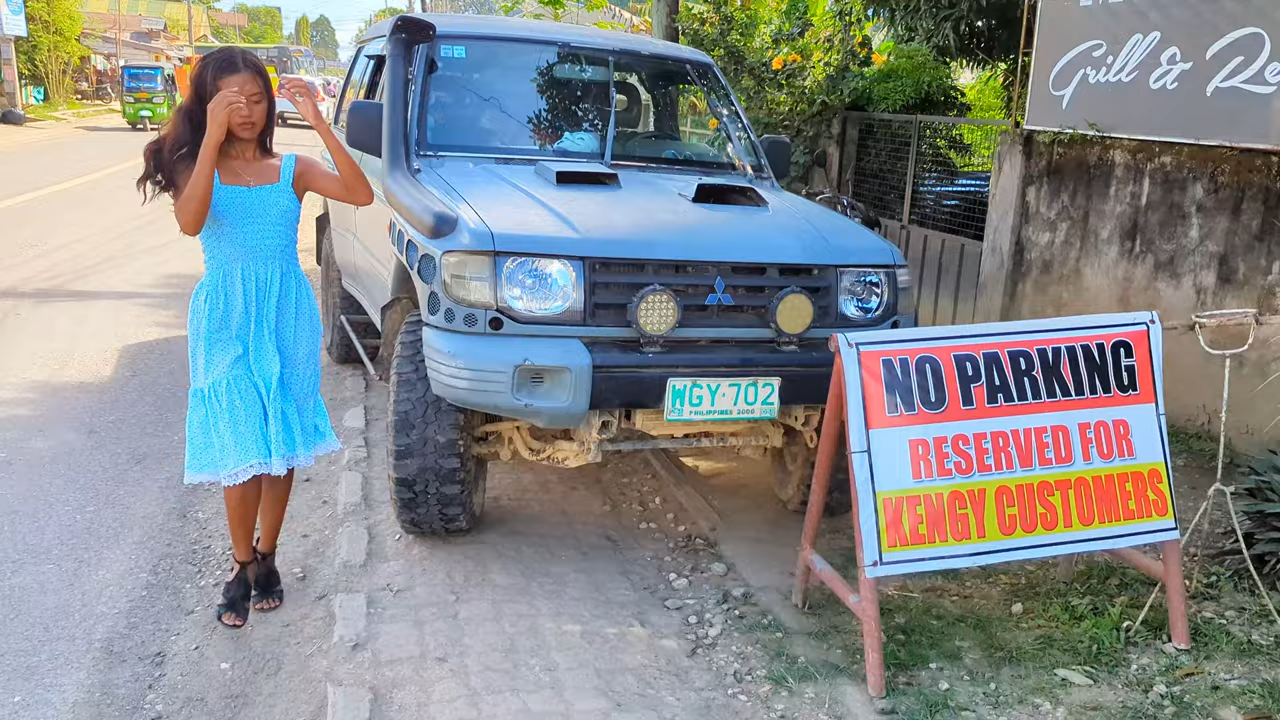 Grill & Re
WGY·702
PHILIPPINES 2000
NO PARKING
RESERVED FOR
KENGY CUSTOMERS